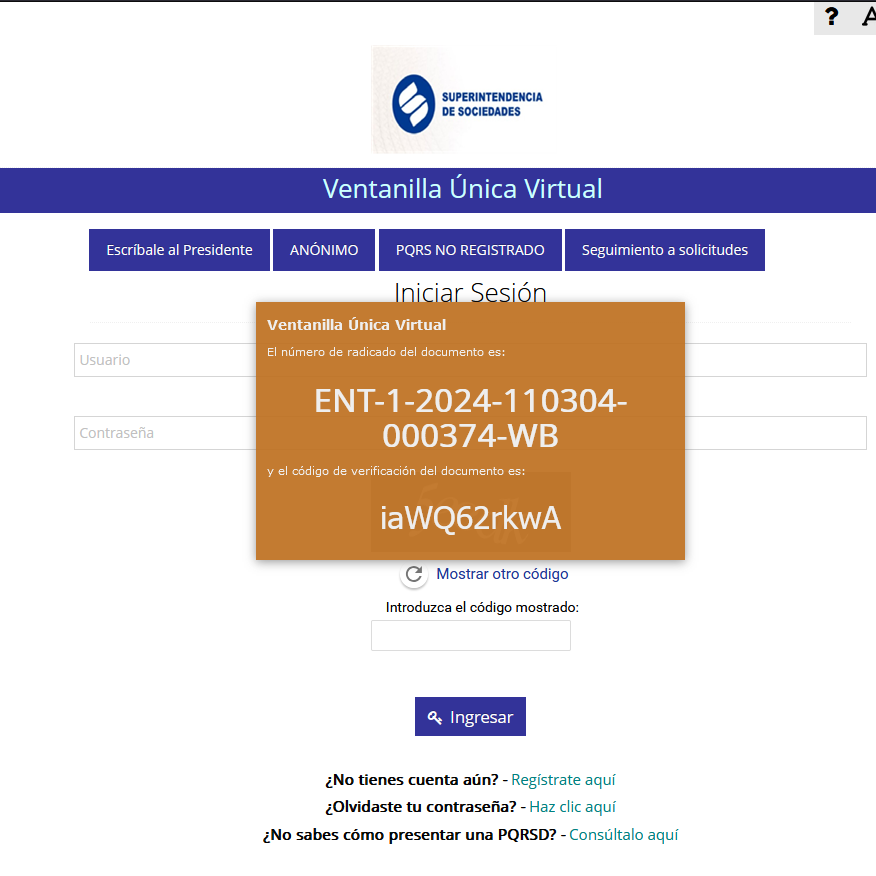 ? A
SUPERINTENDENCIA
DE SOCIEDADES
Ventanilla Única Virtual
Escríbale al Presidente ANÓNIMO PQRS NO REGISTRADO Seguimiento a solicitudes
Iniciar Sesión
Ventanilla Única Virtual
El número de radicado del documento es:
Usuario
ENT-1-2024-110304-
000374-WB
Contraseña
y el código de verificación del documento es:
iaWQ62rkwA
Mostrar otro código
Introduzca el código mostrado:
Ingresar
¿No tienes cuenta aún? - Regístrate aquí
¿Olvidaste tu contraseña? - Haz clic aquí
¿No sabes cómo presentar una PQRSD? - Consúltalo aquí